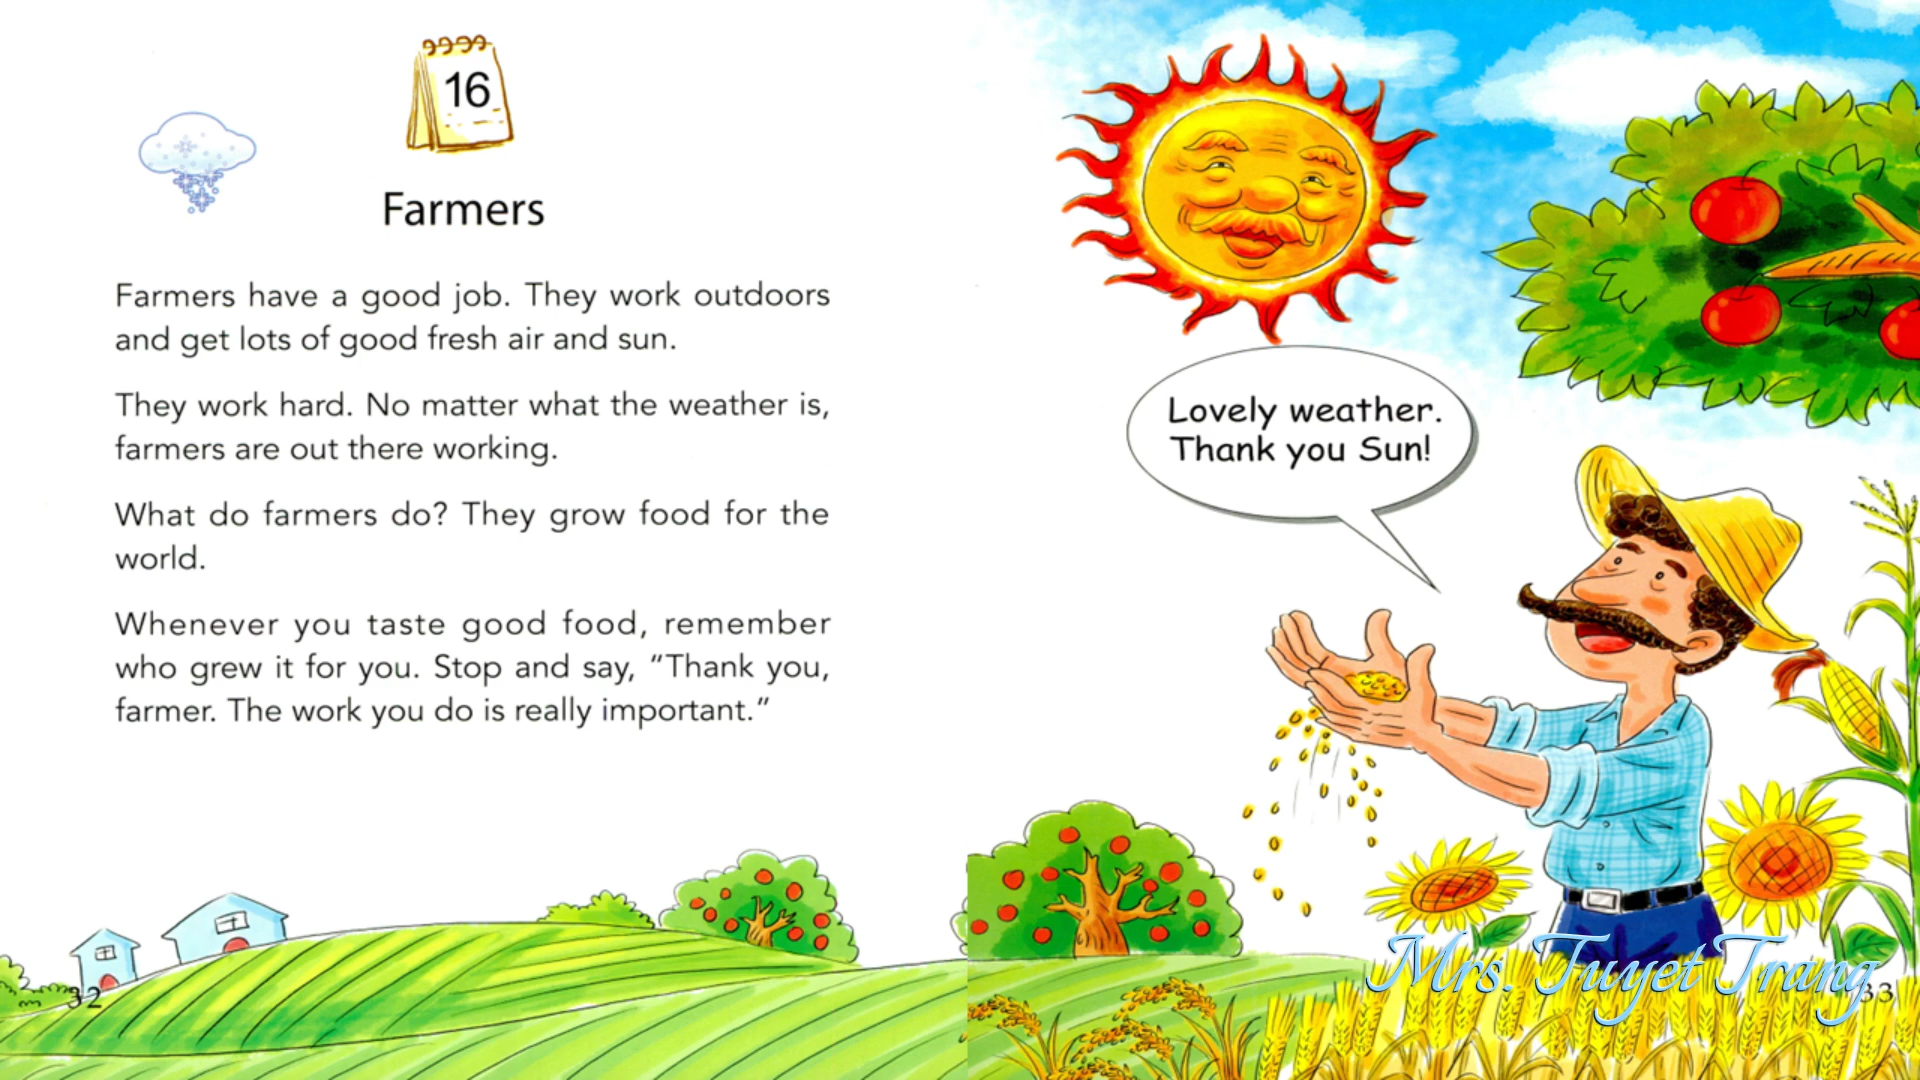 16
Farmers
Farmers have a good job. They work outdoors
and get lots of good fresh air and sun.
They work hard. No matter what the weather is,
farmers are out there working.
What do farmers do? They grow food for the
world.
Whenever you taste good food, remember
who grew it for you. Stop and say, “Thank you,
farmer. The work you do is really important.”
32
Lovely weather.
Thank you Sun!
Mrs. Tuyet Trang
33